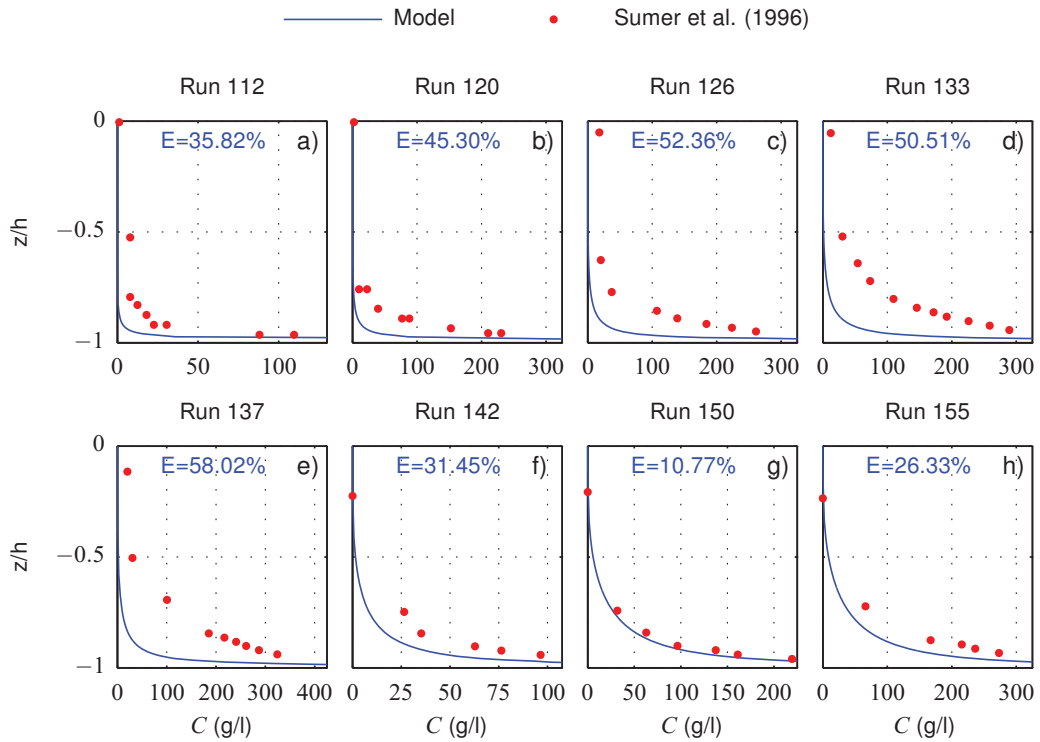 Model Sumer et al. (1996)
Run 112 Run 120 Run 126 Run 133
0 E=35.82% a) E=45.30% b) E=52.36% c) E=50.51% d)
z/h
−0.5
−1
0 50 100 0 100 200 300 0 100 200 300 0 100 200 300
Run 137 Run 142 Run 150 Run 155
0 E=58.02% e) E=31.45% f) E=10.77% g) E=26.33% h)
z/h
−0.5
−1
0 100 200 300 400 0 25 50 75 100 0 50 100 150 200 0 100 200 300
C (g/l) C (g/l) C (g/l) C (g/l)